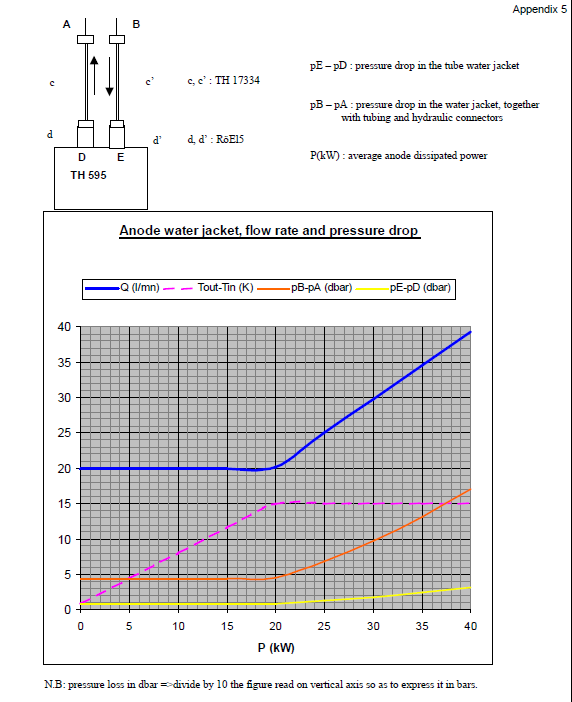 Appendix 5
A
B
pE – pD : pressure drop in the tube water jacket
c
c'
c, c' : TH 17334
pB – pA : pressure drop in the water jacket, together
with tubing and hydraulic connectors
d
d'
d, d' : RöEl5
D
E
P(kW) : average anode dissipated power
TH 595
Anode water jacket, flow rate and pressure drop
Q (l/mn)
Tout-Tin (K)
pB-pA (dbar)
pE-pD (dbar)
40
35
30
25
20
15
10
5
0
0 5 10 15 20 25 30 35 40
P (kW)
N.B: pressure loss in dbar =>divide by 10 the figure read on vertical axis so as to express it in bars.